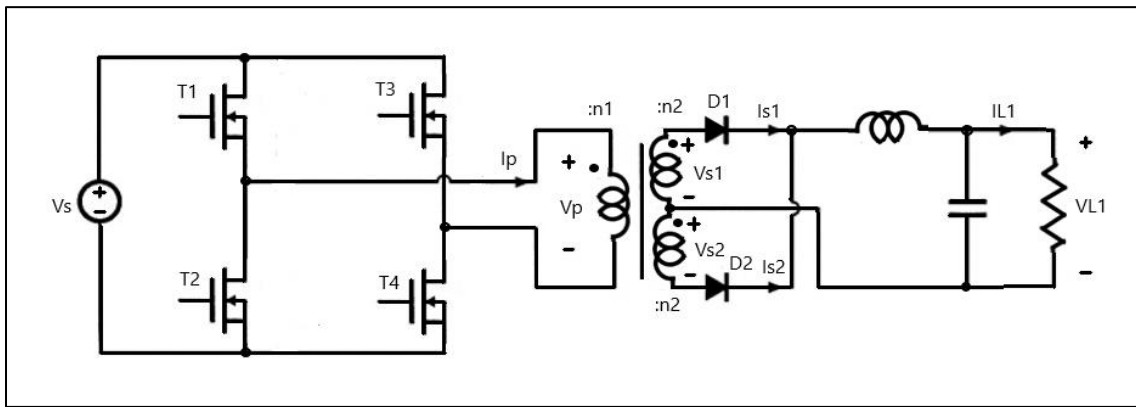 T1
T3
:n1
:n2
D1
Is1
IL1
Ip
+
+
+
+
Vs
-
Vp
Vs1
-
VL1
+
T2
T4
-
Vs2
-
D2
Is2
-
:n2